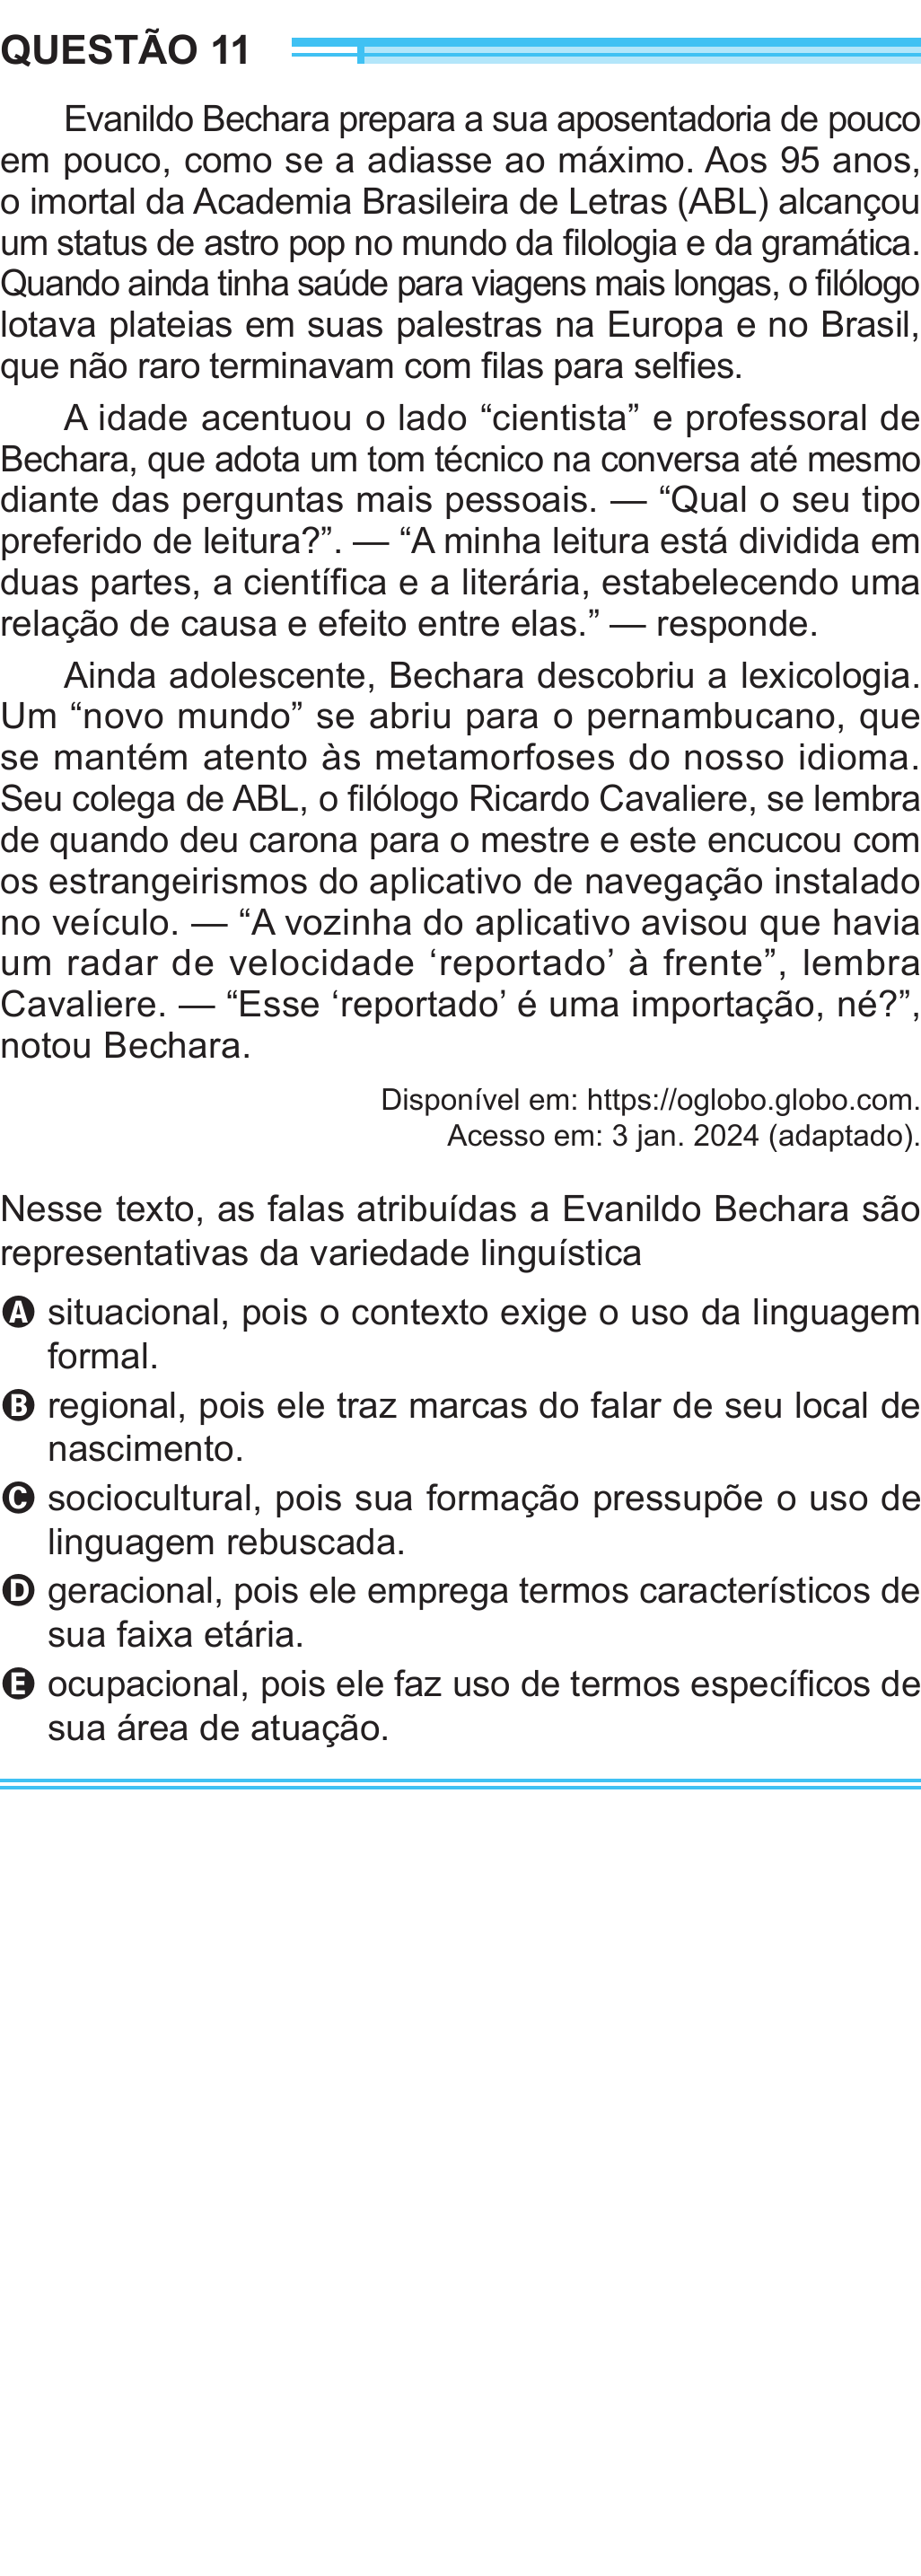 QUESTÃO 11
Evanildo Bechara prepara a sua aposentadoria de pouco
em pouco, como se a adiasse ao máximo. Aos 95 anos,
o imortal da Academia Brasileira de Letras (ABL) alcançou
um status de astro pop no mundo da filologia e da gramática.
Quando ainda tinha saúde para viagens mais longas, o filólogo
lotava plateias em suas palestras na Europa e no Brasil,
que não raro terminavam com filas para selfies.
A idade acentuou o lado “cientista” e professoral de
Bechara, que adota um tom técnico na conversa até mesmo
diante das perguntas mais pessoais. — “Qual o seu tipo
preferido de leitura?”. — “A minha leitura está dividida em
duas partes, a científica e a literária, estabelecendo uma
relação de causa e efeito entre elas.” — responde.
Ainda adolescente, Bechara descobriu a lexicologia.
Um “novo mundo” se abriu para o pernambucano, que
se mantém atento às metamorfoses do nosso idioma.
Seu colega de ABL, o filólogo Ricardo Cavaliere, se lembra
de quando deu carona para o mestre e este encucou com
os estrangeirismos do aplicativo de navegação instalado
no veículo. — “A vozinha do aplicativo avisou que havia
um radar de velocidade ‘reportado’ à frente”, lembra
Cavaliere. — “Esse ‘reportado’ é uma importação, né?”,
notou Bechara.
Disponível em: https://oglobo.globo.com.
Acesso em: 3 jan. 2024 (adaptado).
Nesse texto, as falas atribuídas a Evanildo Bechara são
representativas da variedade linguística
A situacional, pois o contexto exige o uso da linguagem
formal.
B regional, pois ele traz marcas do falar de seu local de
nascimento.
C sociocultural, pois sua formação pressupõe o uso de
linguagem rebuscada.
D geracional, pois ele emprega termos característicos de
sua faixa etária.
E ocupacional, pois ele faz uso de termos específicos de
sua área de atuação.